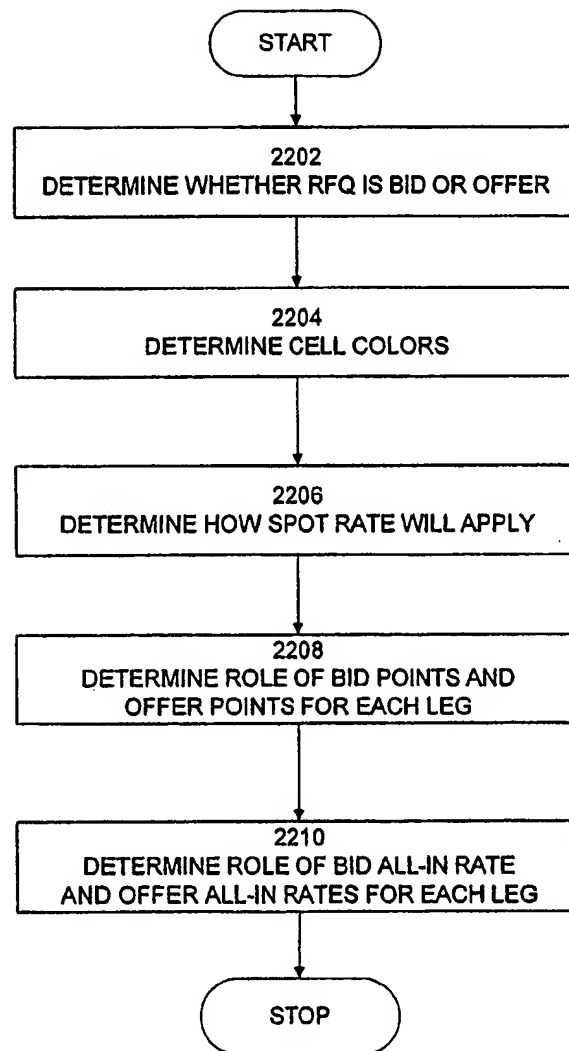 START
2202
DETERMINE WHETHER RFQ IS BID OR OFFER
2204
DETERMINE CELL COLORS
2206
DETERMINE HOW SPOT RATE WILL APPLY
2208
DETERMINE ROLE OF BID POINTS AND
OFFER POINTS FOR EACH LEG
2210
DETERMINE ROLE OF BID ALL-IN RATE
AND OFFER ALL-IN RATES FOR EACH LEG
STOP